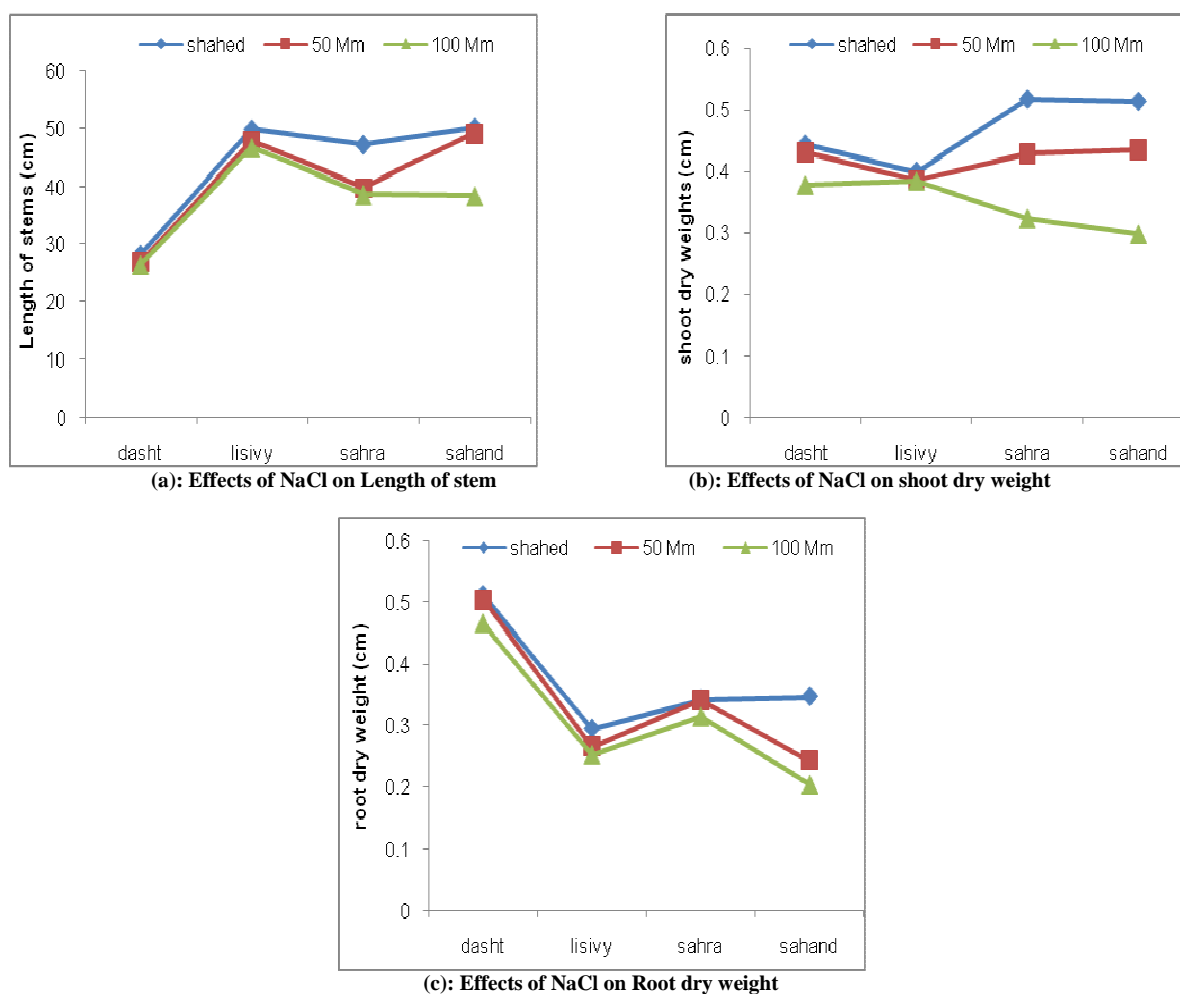 shahed 50 Mm 100 Mm
60
50
40
30
20
10
0
Length of stems (cm)
dasht lisivy sahra sahand
(a): Effects of NaCl on Length of stem
shahed 50 Mm 100 Mm
0.6
0.5
0.4
0.3
0.2
0.1
0
shoot dry weights (cm)
dasht lisivy sahra sahand
(b): Effects of NaCl on shoot dry weight
shahed 50 Mm 100 Mm
0.6
0.5
0.4
0.3
0.2
0.1
0
root dry weight (cm)
dasht lisivy sahra sahand
(c): Effects of NaCl on Root dry weight